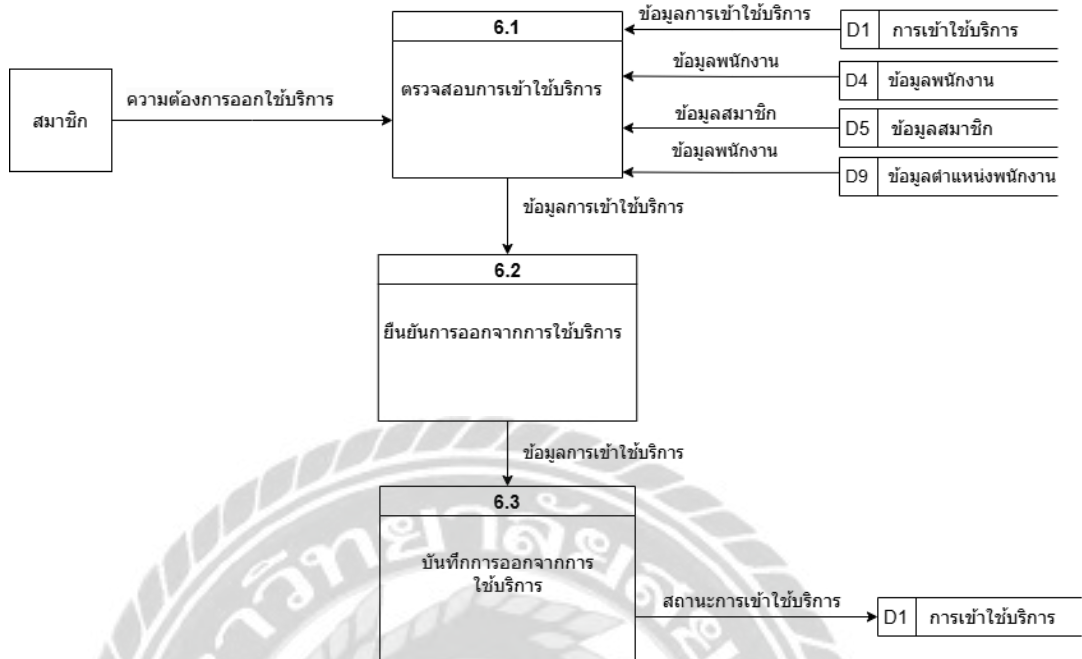 ข้อมูลการเข้าใช้บริการ
6.1
D1 การเข้าใช้บริการ
ข้อมูลพนักงาน
D4 ข้อมูลพนักงาน
ตรวจสอบการเข้าใช้บริการ
ความต้องการออกใช้บริการ
สมาชิก
ข้อมูลสมาชิก
D5 ข้อมูลสมาชิก
ข้อมูลพนักงาน
D9 ข้อมูลตำแหน่งพนักงาน
ข้อมูลการเข้าใช้บริการ
6.2
ยืนยันการออกจากการใช้บริการ
ข้อมูลการเข้าใช้บริการ
6.3
บันทึกการออกจากการ
ใช้บริการ
สถานะการเข้าใช้บริการ
D1 การเข้าใช้บริการ